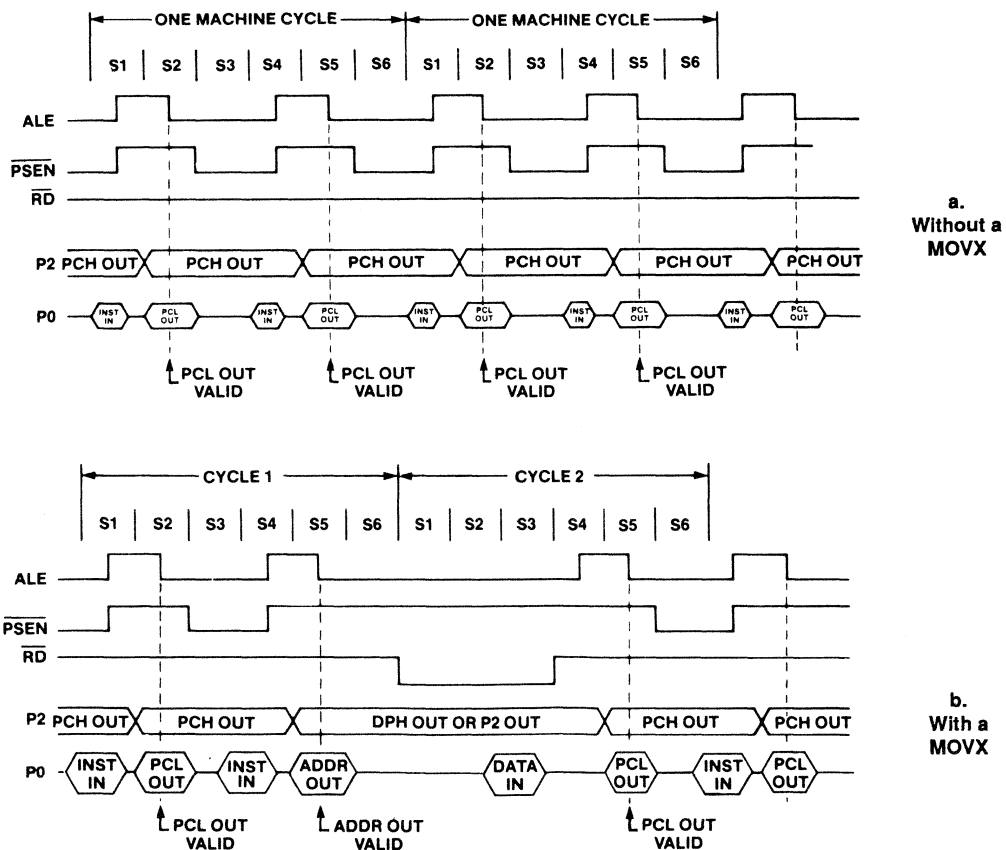 ONE MACHINE CYCLE ONE MACHINE CYCLE
S1 S2 S3 S4 S5 S6 S1 S2 S3 S4 S5 S6
ALE
PSEN
RD
P2 PCH OUT PCH OUT PCH OUT PCH OUT PCH OUT PCH OUT
P0 INST IN PCL OUT INST IN PCL OUT INST IN PCL OUT INST IN PCL OUT INST IN PCL OUT
PCL OUT VALID PCL OUT VALID PCL OUT VALID PCL OUT VALID
a.
Without a
MOVX
CYCLE 1 CYCLE 2
S1 S2 S3 S4 S5 S6 S1 S2 S3 S4 S5 S6
ALE
PSEN
RD
P2 PCH OUT PCH OUT DPH OUT OR P2 OUT PCH OUT PCH OUT
P0 INST IN PCL OUT INST IN ADDR OUT DATA IN PCL OUT INST IN PCL OUT
PCL OUT VALID ADDR OUT VALID PCL OUT VALID
b.
With a
MOVX